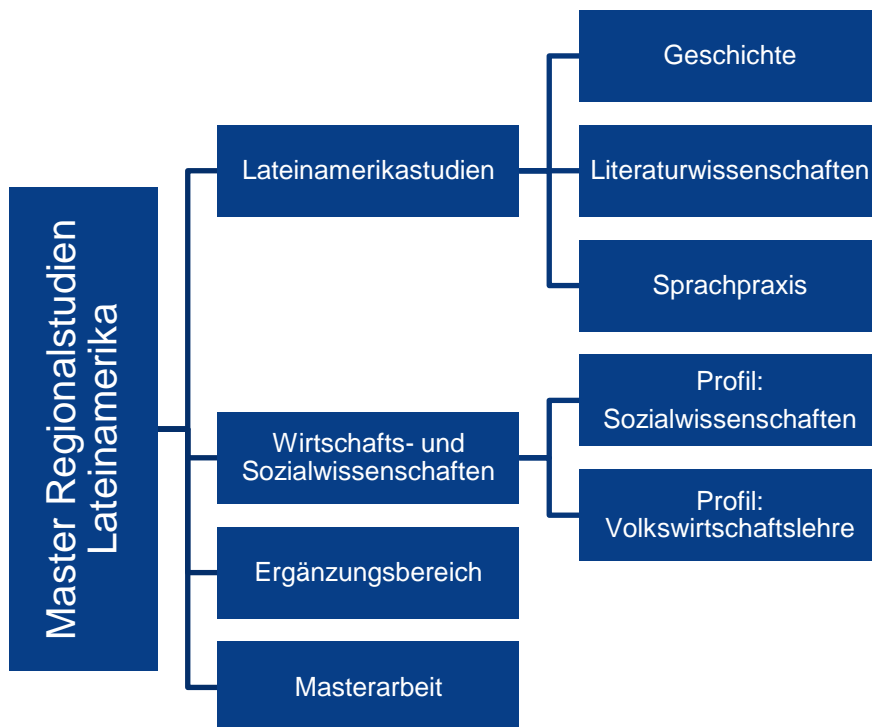 Master Regionalstudien
Lateinamerika
Lateinamerikastudien
Geschichte
Literaturwissenschaften
Sprachpraxis
Wirtschafts- und
Sozialwissenschaften
Profil:
Sozialwissenschaften
Profil:
Volkswirtschaftslehre
Ergänzungsbereich
Masterarbeit